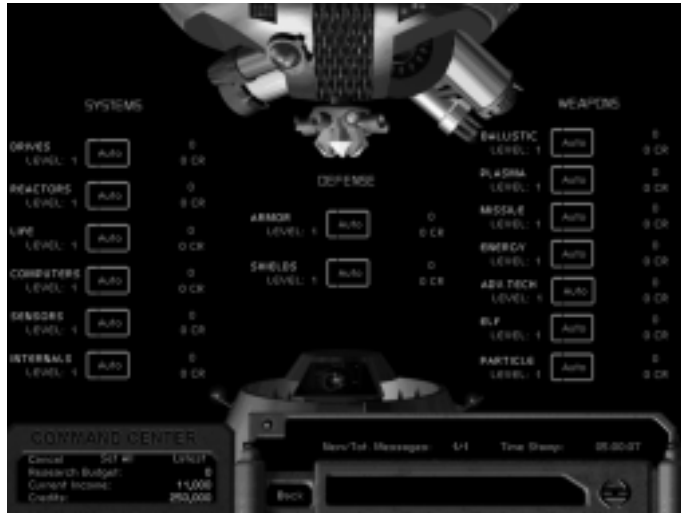 SYSTEMS
DRIVES
LEVEL: 1 Auto 0
0 CR
REACTORS
LEVEL: 1 Auto 0
0 CR
LIFE
LEVEL: 1 Auto 0
0 CR
COMPUTERS
LEVEL: 1 Auto 0
0 CR
SENSORS
LEVEL: 1 Auto 0
0 CR
INTERNALS
LEVEL: 1 Auto 0
0 CR
DEFENSE
ARMOR
LEVEL: 1 Auto 0
0 CR
SHIELDS
LEVEL: 1 Auto 0
0 CR
WEAPONS
BALLISTIC
LEVEL: 1 Auto 0
0 CR
PLASMA
LEVEL: 1 Auto 0
0 CR
MISSILE
LEVEL: 1 Auto 0
0 CR
ENERGY
LEVEL: 1 Auto 0
0 CR
ADV.TECH
LEVEL: 1 Auto 0
0 CR
ELF
LEVEL: 1 Auto 0
0 CR
PARTICLE
LEVEL: 1 Auto 0
0 CR
COMMAND CENTER
Cancel Set All Latest
Research Budget: 0
Current Income: 11,000
Credits: 250,000
New/Tot. Messages: 1/1 Time Stamp:
Back